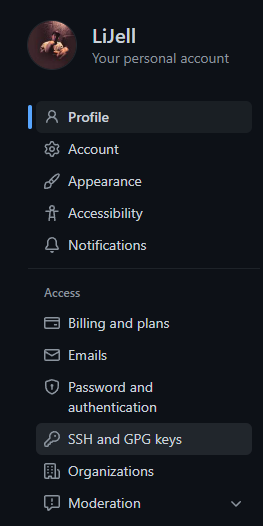 LiJell
Your personal account
Profile
Account
Appearance
Accessibility
Notifications
Access
Billing and plans
Emails
Password and
authentication
SSH and GPG keys
Organizations
Moderation